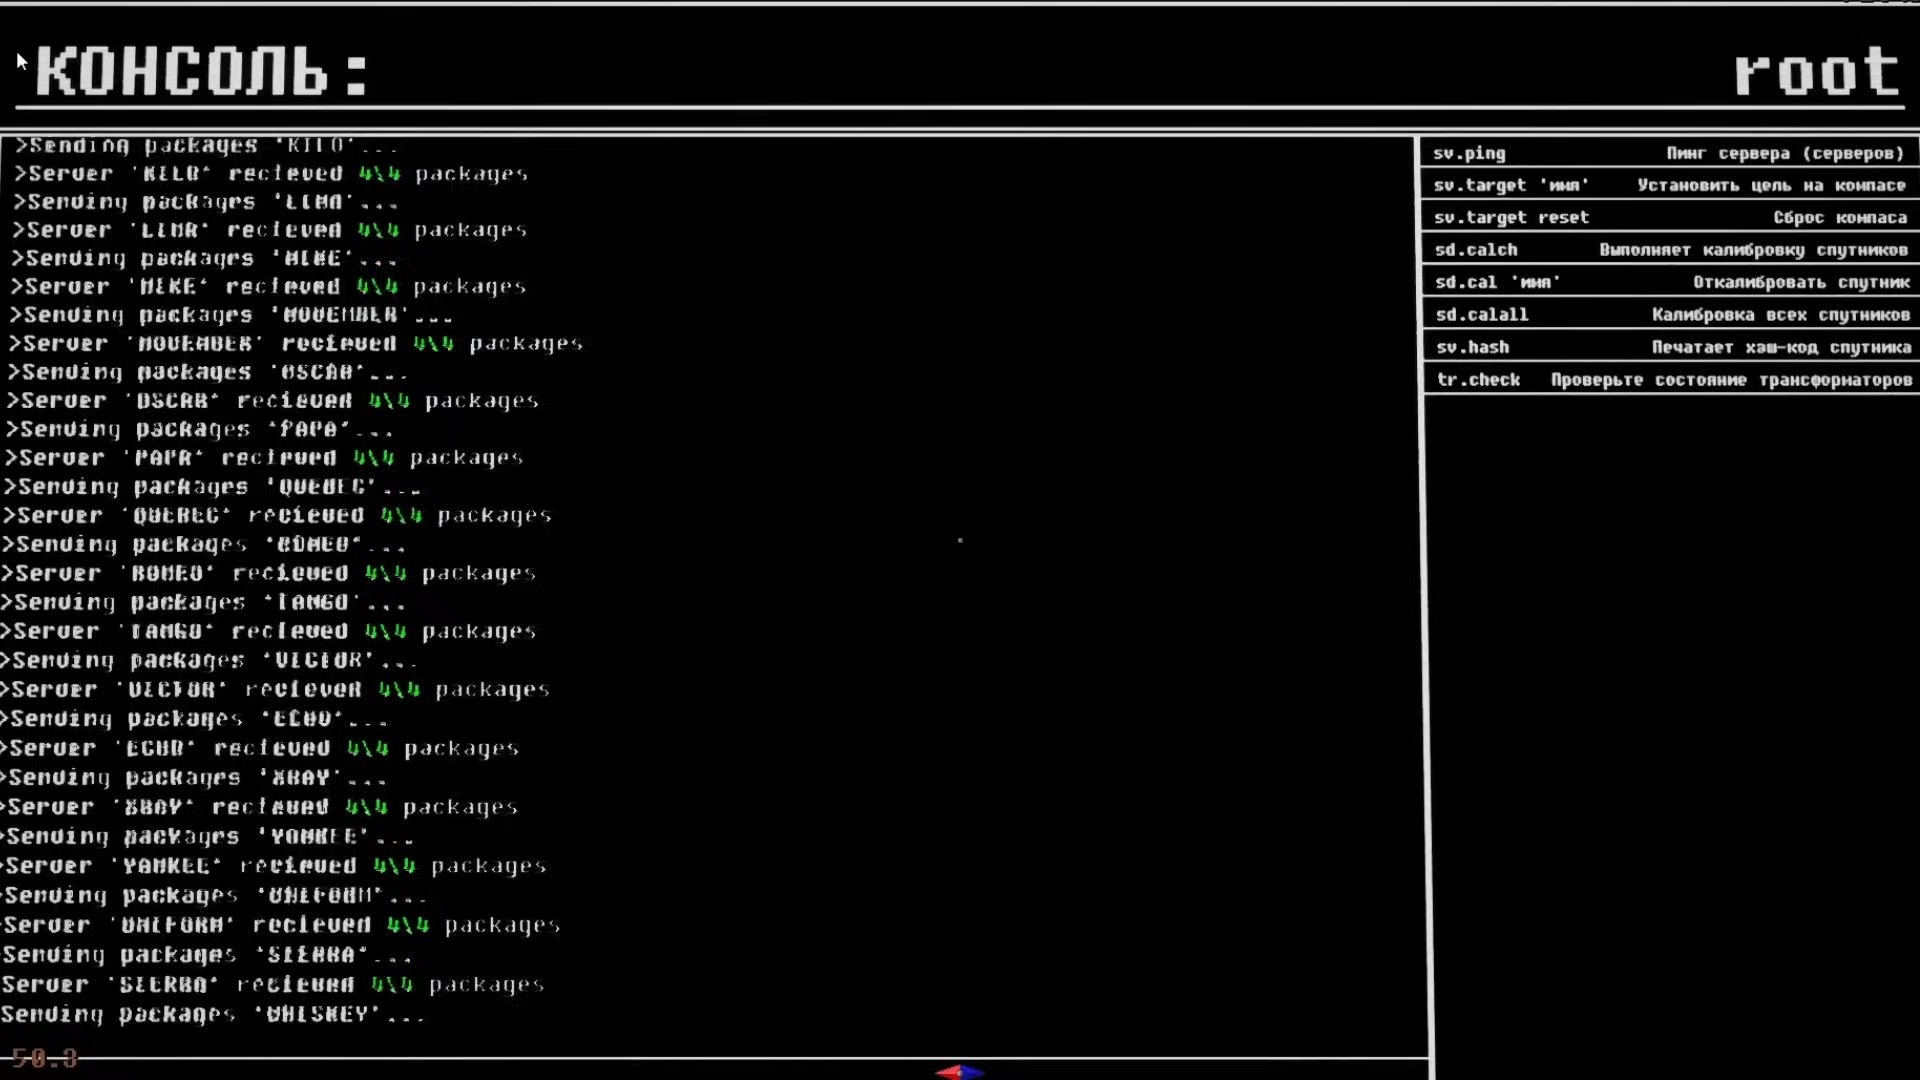 КОНСОЛЬ:
root
>Sending packages 'KILO'...
>Server 'KILO' recieved 4\4 packages
>Sending packages 'LIMA'...
>Server 'LIMA' recieved 4\4 packages
>Sending packages 'MIKE'...
>Server 'MIKE' recieved 4\4 packages
>Sending packages 'NOVEMBER'...
>Server 'NOVEMBER' recieved 4\4 packages
>Sending packages 'OSCAR'...
>Server 'OSCAR' recieved 4\4 packages
>Sending packages 'PAPA'...
>Server 'PAPA' recieved 4\4 packages
>Sending packages 'QUEBEC'...
>Server 'QUEBEC' recieved 4\4 packages
>Sending packages 'ROMEO'...
>Server 'ROMEO' recieved 4\4 packages
>Sending packages 'TANGO'...
>Server 'TANGO' recieved 4\4 packages
>Sending packages 'VICTOR'...
>Server 'VICTOR' recieved 4\4 packages
>Sending packages 'ECHO'...
>Server 'ECHO' recieved 4\4 packages
>Sending packages 'XRAY'...
>Server 'XRAY' recieved 4\4 packages
>Sending packages 'YANKEE'...
>Server 'YANKEE' recieved 4\4 packages
Sending packages 'UNIFORM'...
Server 'UNIFORM' recieved 4\4 packages
Sending packages 'SIERRA'...
Server 'SIERRA' recieved 4\4 packages
Sending packages 'WHISKEY'...
50.8
sv.ping Пинг сервера (серверов)
sv.target 'имя' Установить цель на компасе
sv.target reset Сброс компаса
sd.calch Выполняет калибровку спутников
sd.cal 'имя' Откалибровать спутник
sd.calall Калибровка всех спутников
sv.hash Печатает хэш-код спутника
tr.check Проверьте состояние трансформаторов